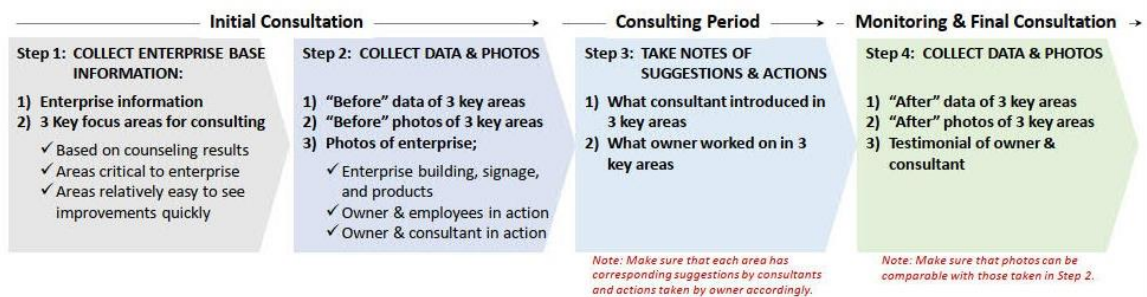 Initial Consultation
Consulting Period
Monitoring & Final Consultation
Step 1: COLLECT ENTERPRISE BASE
INFORMATION:
1) Enterprise information
2) 3 Key focus areas for consulting
✓ Based on counseling results
✓ Areas critical to enterprise
✓ Areas relatively easy to see
improvements quickly
Step 2: COLLECT DATA & PHOTOS
1) “Before” data of 3 key areas
2) “Before” photos of 3 key areas
3) Photos of enterprise;
✓ Enterprise building, signage,
and products
✓ Owner & employees in action
✓ Owner & consultant in action
Step 3: TAKE NOTES OF
SUGGESTIONS & ACTIONS
1) What consultant introduced in
3 key areas
2) What owner worked on in 3
key areas
Note: Make sure that each area has
corresponding suggestions by consultants
and actions taken by owner accordingly.
Step 4: COLLECT DATA & PHOTOS
1) “After” data of 3 key areas
2) “After” photos of 3 key areas
3) Testimonial of owner &
consultant
Note: Make sure that photos can be
comparable with those taken in Step 2.